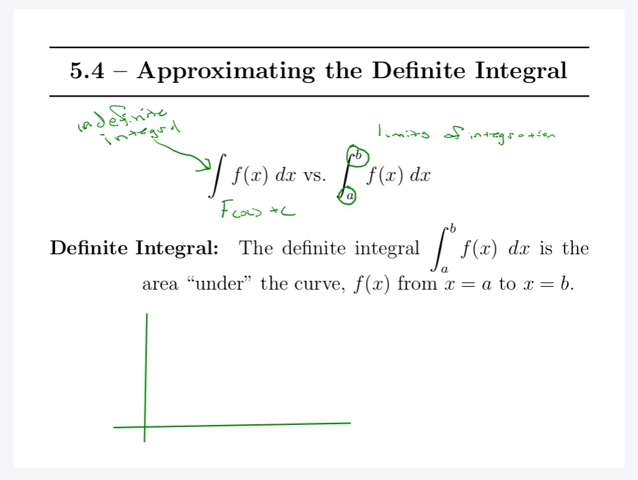 5.4 – Approximating the Definite Integral
indefinite
integral
limits of integration
∫ f(x) dx vs. ∫_a^b f(x) dx
F(x) + C
Definite Integral: The definite integral ∫_a^b f(x) dx is the
area “under” the curve, f(x) from x = a to x = b.